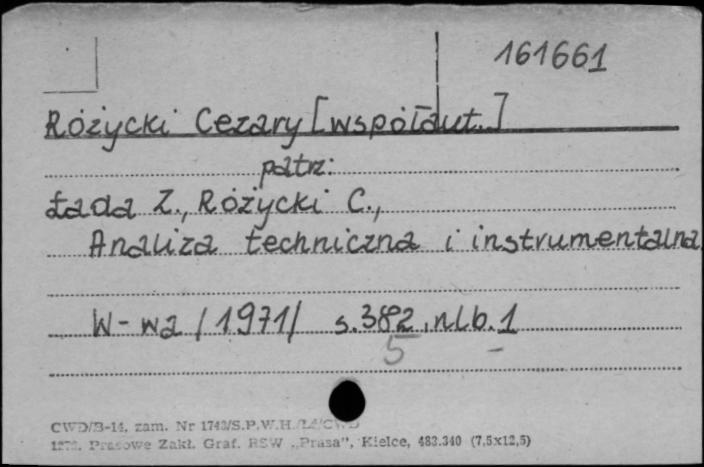 161661
Różycki Cezary [współaut.]
patrz:
Łada Z., Różycki C.,
Analiza techniczna i instrumentalna
W-wa /1971/ s.382, nlb.1
5 -
CWD/B-14, zam. Nr 1743/S.P.W.H.
Prasowe Zakł. Graf. RSW „Prasa”, Kielce, 483.340 (7,5x12,5)